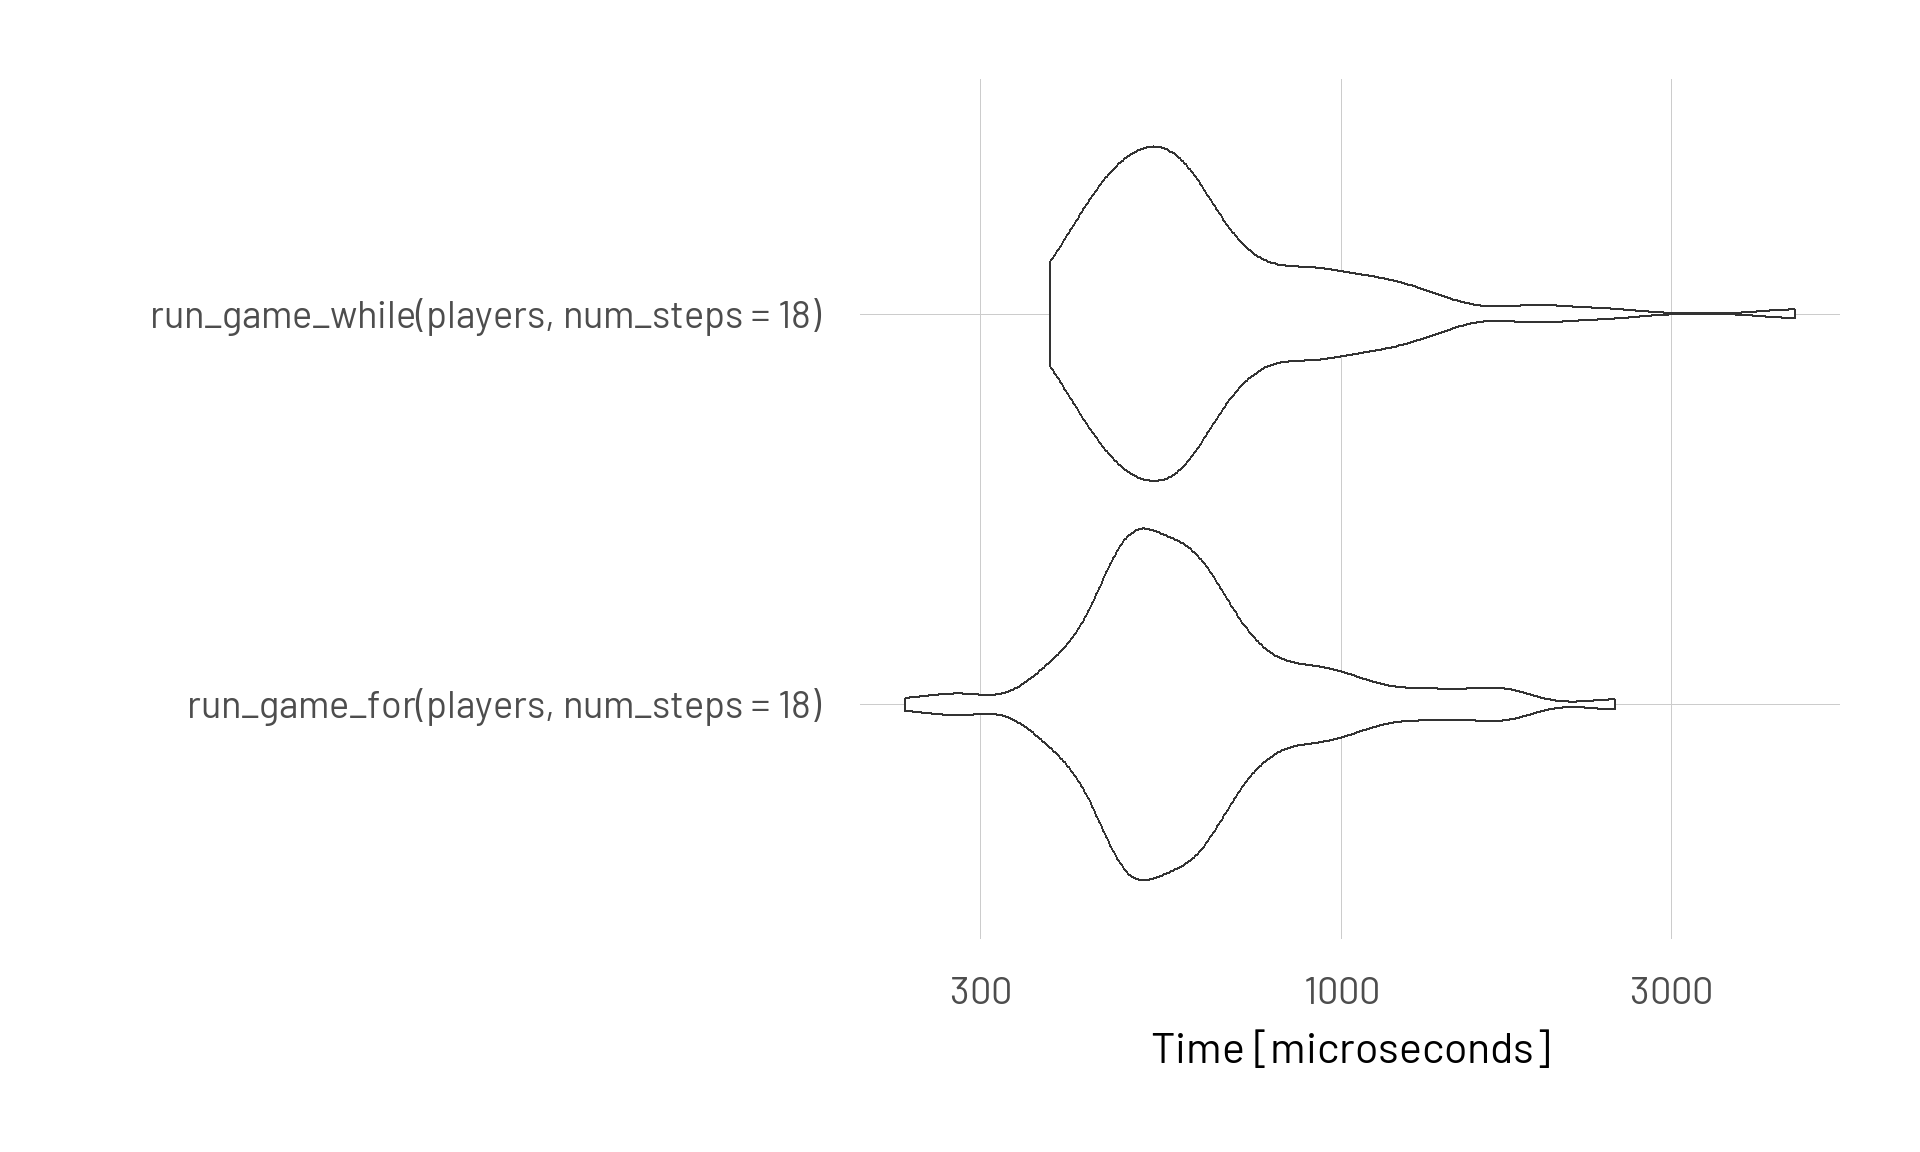 run_game_while(players, num_steps = 18)
run_game_for(players, num_steps = 18)
300 1000 3000
Time [microseconds]